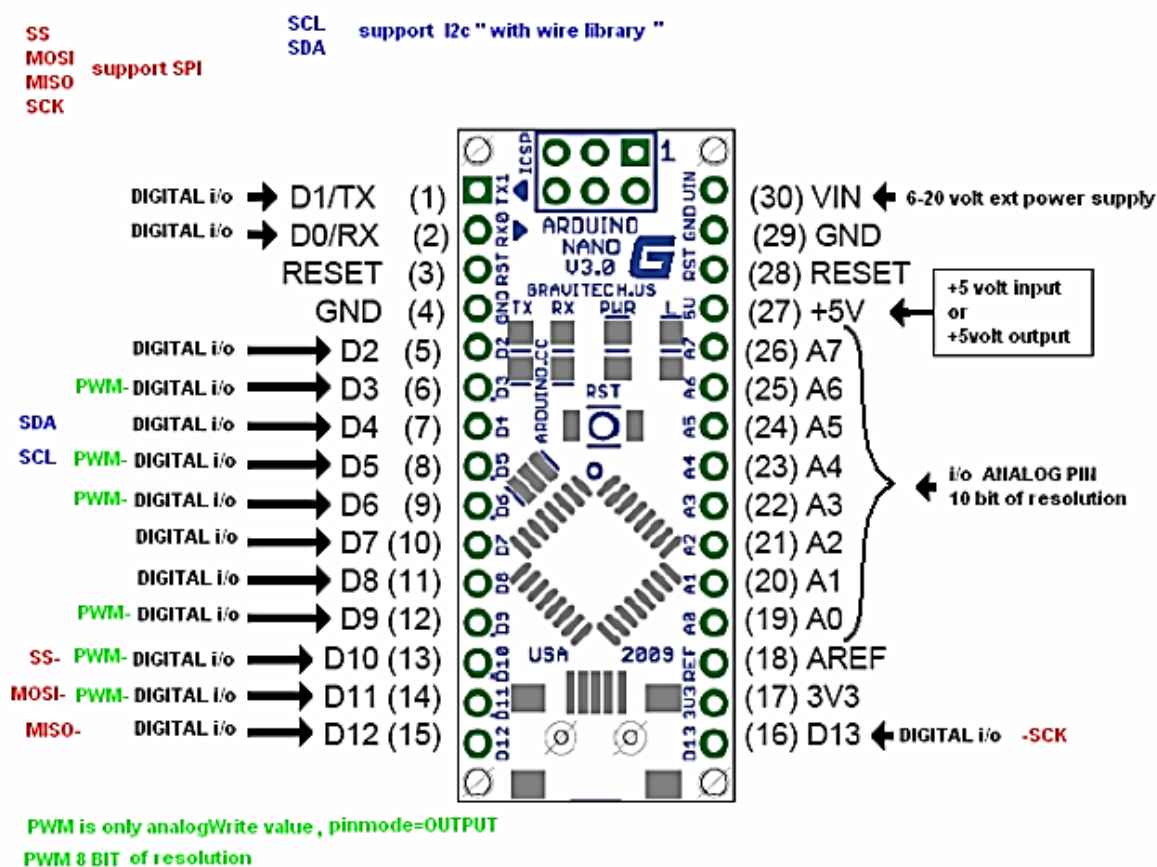 SS
MOSI
MISO
SCK
support SPI
SCL
SDA
support I2c " with wire library "
DIGITAL i/o D1/TX (1)
DIGITAL i/o D0/RX (2)
RESET (3)
GND (4)
DIGITAL i/o D2 (5)
PWM- DIGITAL i/o D3 (6)
SDA DIGITAL i/o D4 (7)
SCL PWM- DIGITAL i/o D5 (8)
PWM- DIGITAL i/o D6 (9)
DIGITAL i/o D7 (10)
DIGITAL i/o D8 (11)
PWM- DIGITAL i/o D9 (12)
SS- PWM- DIGITAL i/o D10 (13)
MOSI- PWM- DIGITAL i/o D11 (14)
MISO- DIGITAL i/o D12 (15)
ICSP
1
TX1
RX0
RST
GND
D2
D3
D4
D5
D6
D7
D8
D9
D10
D11
D12
ARDUINO
NANO
V3.0
G
GRAVITECH.US
TX RX PWR L
ARDUINO.CC
RST
USA 2009
VIN
GND
RST
5V
A7
A6
A5
A4
A3
A2
A1
A0
REF
3V3
D13
(30) VIN 6-20 volt ext power supply
(29) GND
(28) RESET
(27) +5V
+5 volt input
or
+5volt output
(26) A7
(25) A6
(24) A5
(23) A4
(22) A3
(21) A2
(20) A1
(19) A0
i/o ANALOG PIN
10 bit of resolution
(18) AREF
(17) 3V3
(16) D13 DIGITAL i/o -SCK
PWM is only analogWrite value , pinmode=OUTPUT
PWM 8 BIT of resolution